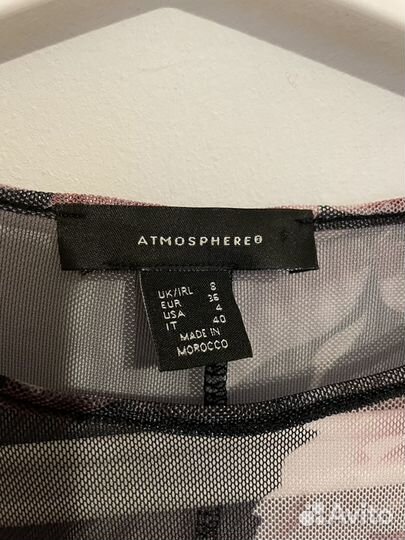 ATMOSPHERE
UK/IRL 8
EUR 36
USA 4
IT 40
MADE IN
MOROCCO
Avito